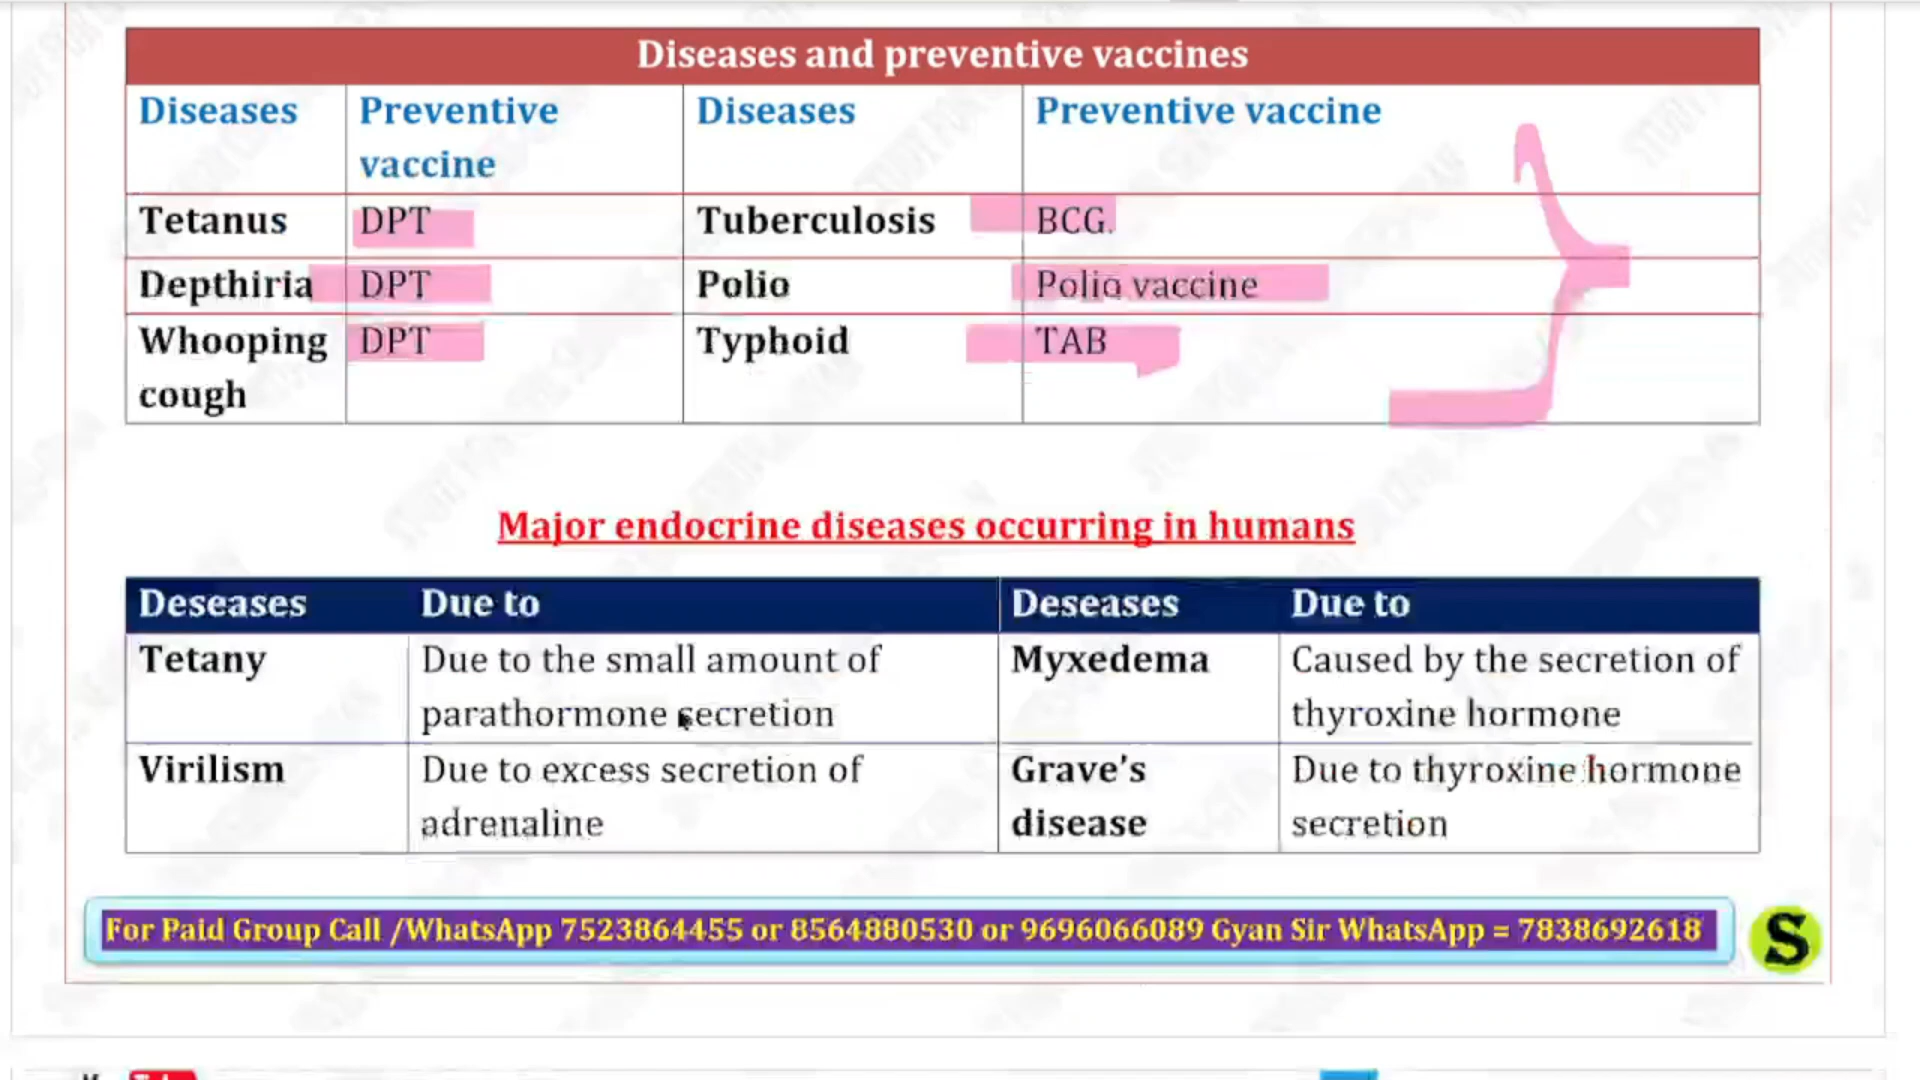 Diseases and preventive vaccines
Diseases Preventive vaccine Diseases Preventive vaccine
Tetanus DPT Tuberculosis BCG.
Depthiria DPT Polio Polio vaccine
Whooping cough DPT Typhoid TAB
Major endocrine diseases occurring in humans
Deseases Due to Deseases Due to
Tetany Due to the small amount of parathormone secretion Myxedema Caused by the secretion of thyroxine hormone
Virilism Due to excess secretion of adrenaline Grave's disease Due to thyroxine hormone secretion
For Paid Group Call /WhatsApp 7523864455 or 8564880530 or 9696066089 Gyan Sir WhatsApp = 7838692618
S